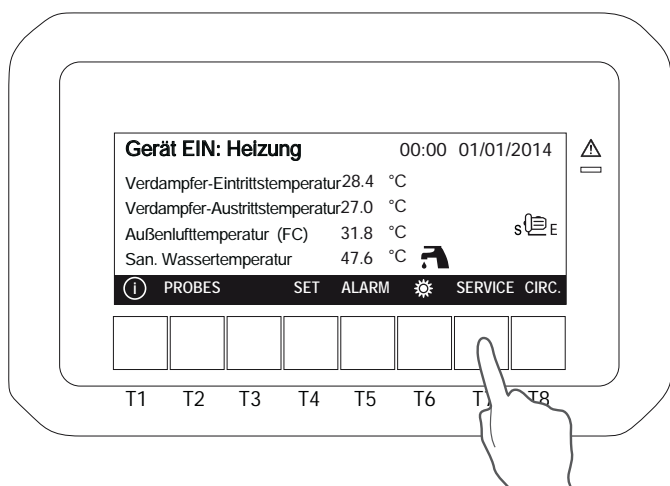 Gerät EIN: Heizung 00:00 01/01/2014
Verdampfer-Eintrittstemperatur 28.4 °C
Verdampfer-Austrittstemperatur 27.0 °C
Außenlufttemperatur (FC) 31.8 °C
S E
San. Wassertemperatur 47.6 °C
i PROBES SET ALARM SERVICE CIRC.
T1 T2 T3 T4 T5 T6 T7 T8